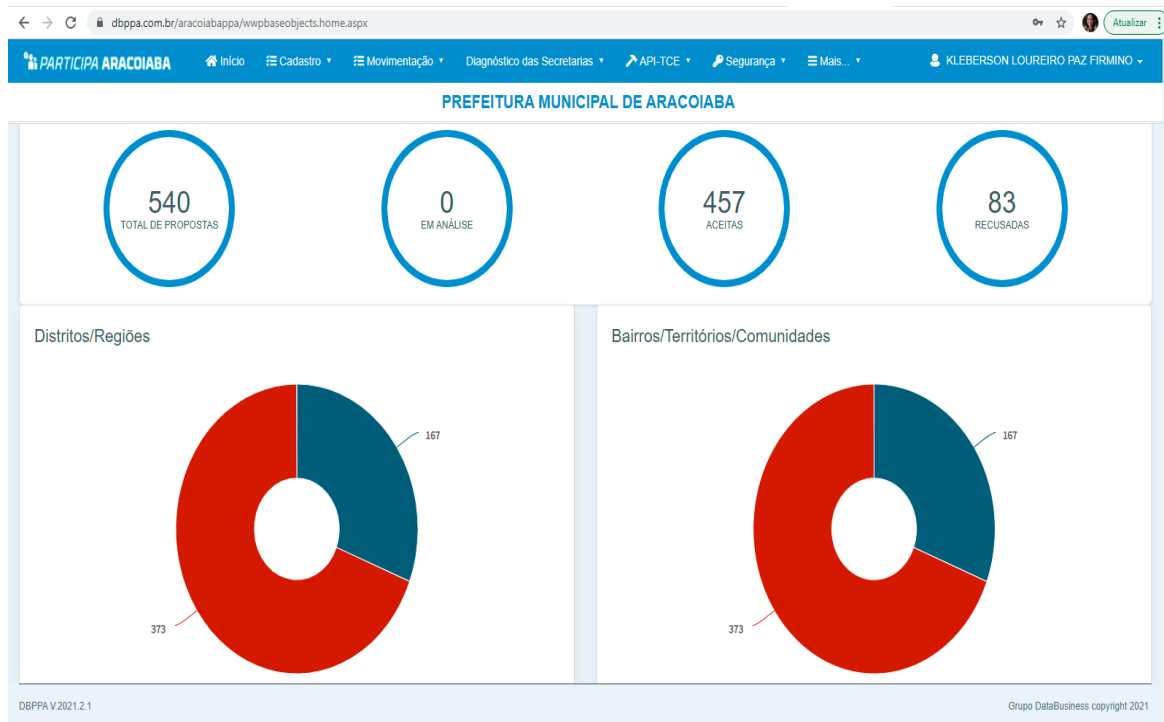 dbppa.com.br/aracoiabappa/wwpbaseobjects.home.aspx
Atualizar
PARTICIPA ARACOIABA Início Cadastro Movimentação Diagnóstico das Secretarias API-TCE Segurança Mais... KLEBERSON LOUREIRO PAZ FIRMINO
PREFEITURA MUNICIPAL DE ARACOIABA
540
TOTAL DE PROPOSTAS
0
EM ANÁLISE
457
ACEITAS
83
RECUSADAS
Distritos/Regiões
167
373
Bairros/Territórios/Comunidades
167
373
DBPPA V.2021.2.1
Grupo DataBusiness copyright 2021